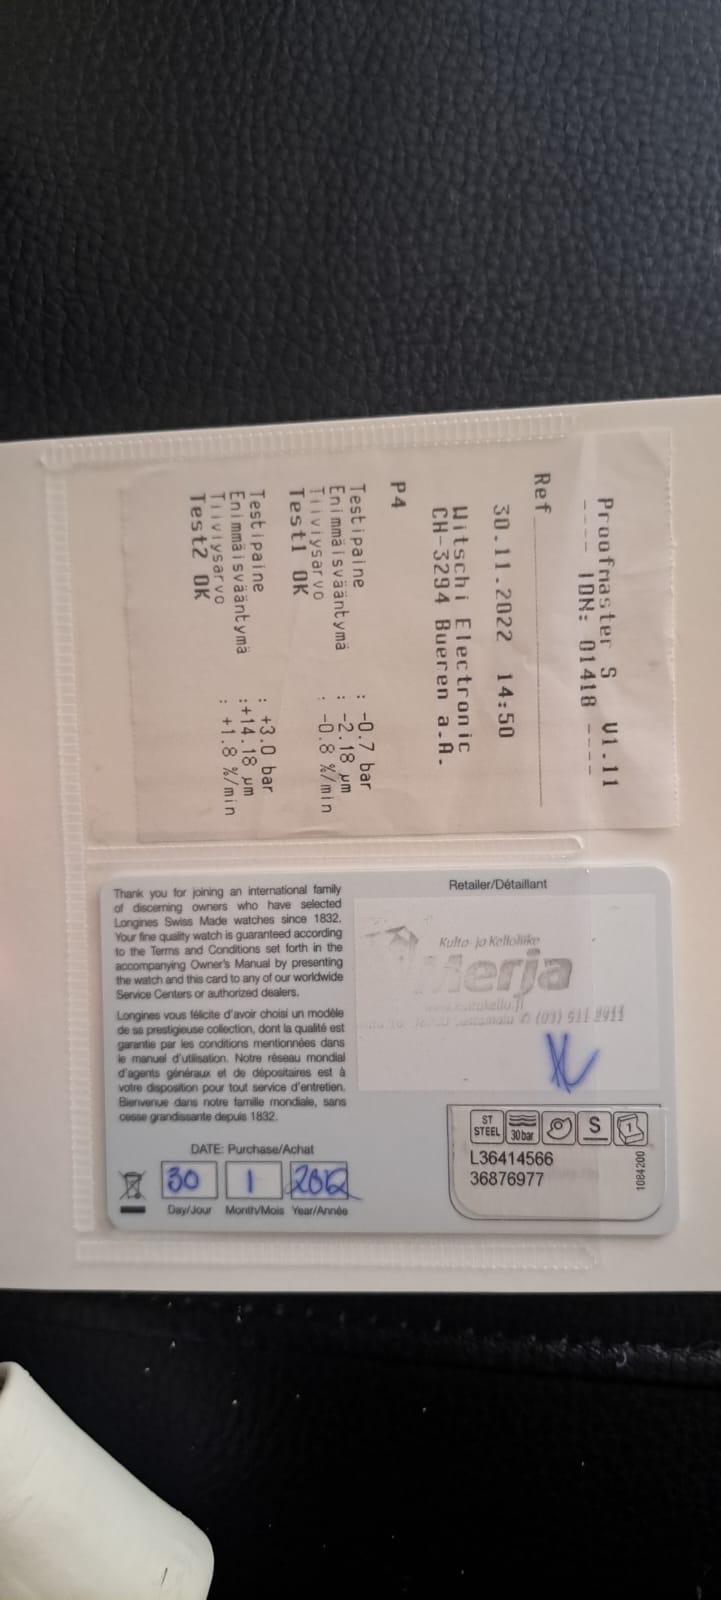 Proofmaster S V1.11
---- IDN: 01418 ----
Ref
30.11.2022 14:50
Witschi Electronic
CH-3294 Bueren a.A.
P4
Testipaine : -0.7 bar
Enimmäisvääntymä : -2.18 µm
Tiiviysarvo : -0.8 %/min
Test1 OK
Testipaine : +3.0 bar
Enimmäisvääntymä :+14.18 µm
Tiiviysarvo : +1.8 %/min
Test2 OK
Thank you for joining an international family
of discerning owners who have selected
Longines Swiss Made watches since 1832.
Your fine quality watch is guaranteed according
to the Terms and Conditions set forth in the
accompanying Owner's Manual by presenting
the watch and this card to any of our worldwide
Service Centers or authorized dealers.
Longines vous félicite d'avoir choisi un modèle
de sa prestigieuse collection, dont la qualité est
garantie par les conditions mentionnées dans
le manuel d'utilisation. Notre réseau mondial
d'agents généraux et de dépositaires est à
votre disposition pour tout service d'entretien.
Bienvenue dans notre famille mondiale, sans
cesse grandissante depuis 1832.
DATE: Purchase/Achat
30 1 2012
Day/Jour Month/Mois Year/Année
Retailer/Détaillant
Kulta- ja Kelloliike
Merja
(03) 511 2911
ST
STEEL
30 bar
S
1
L36414566
36876977
1084200